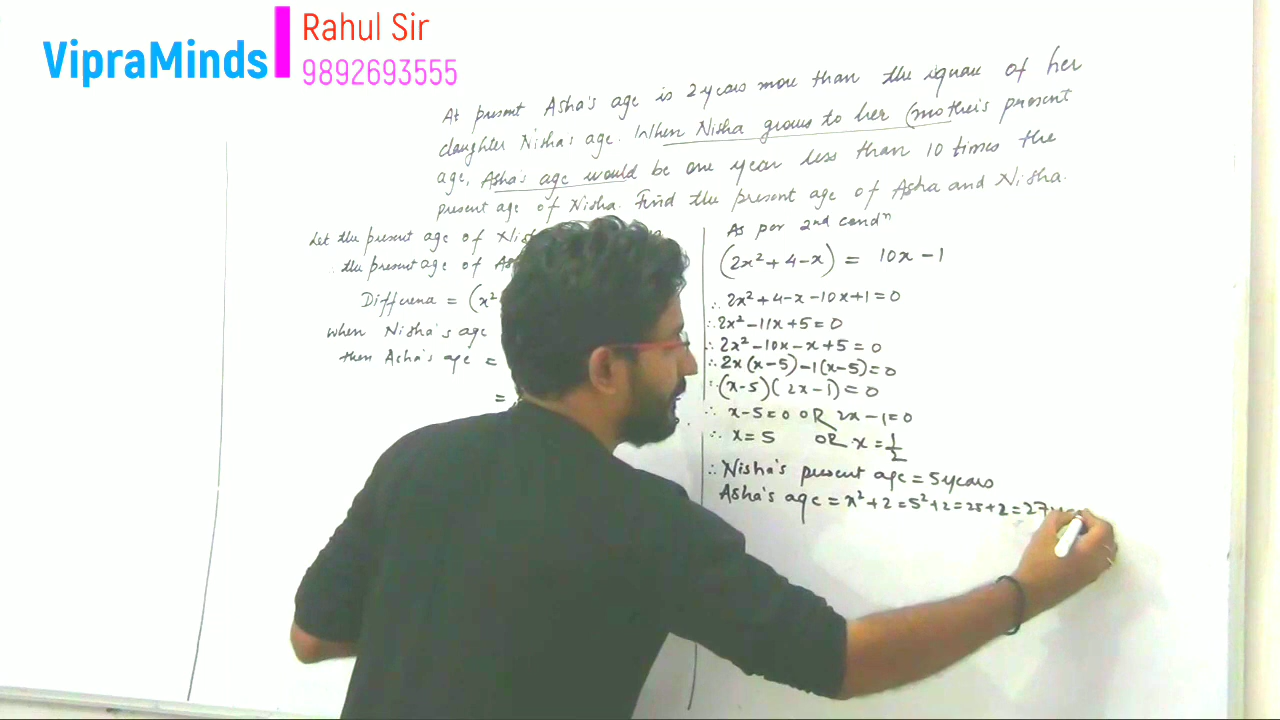 VipraMinds
Rahul Sir
9892693555
At present Asha's age is 2 years more than the square of her
daughter Nisha's age. When Nisha grows to her (mother's present
age, Asha's age would be one year less than 10 times the
present age of Nisha. Find the present age of Asha and Nisha.
Let the present age of
∴ the present age of
Differena = (x²
when Nisha's age
then Asha's age =
=
As per 2nd condⁿ
(2x² + 4 - x) = 10x - 1
∴ 2x² + 4 - x - 10x + 1 = 0
∴ 2x² - 11x + 5 = 0
∴ 2x² - 10x - x + 5 = 0
∴ 2x (x - 5) - 1(x - 5) = 0
∴ (x - 5) ( 2x - 1) = 0
∴ x - 5 = 0 OR 2x - 1 = 0
∴ x = 5 OR x = 1/2
∴ Nisha's present age = 5 years
Asha's age = x² + 2 = 5² + 2 = 25 + 2 = 27